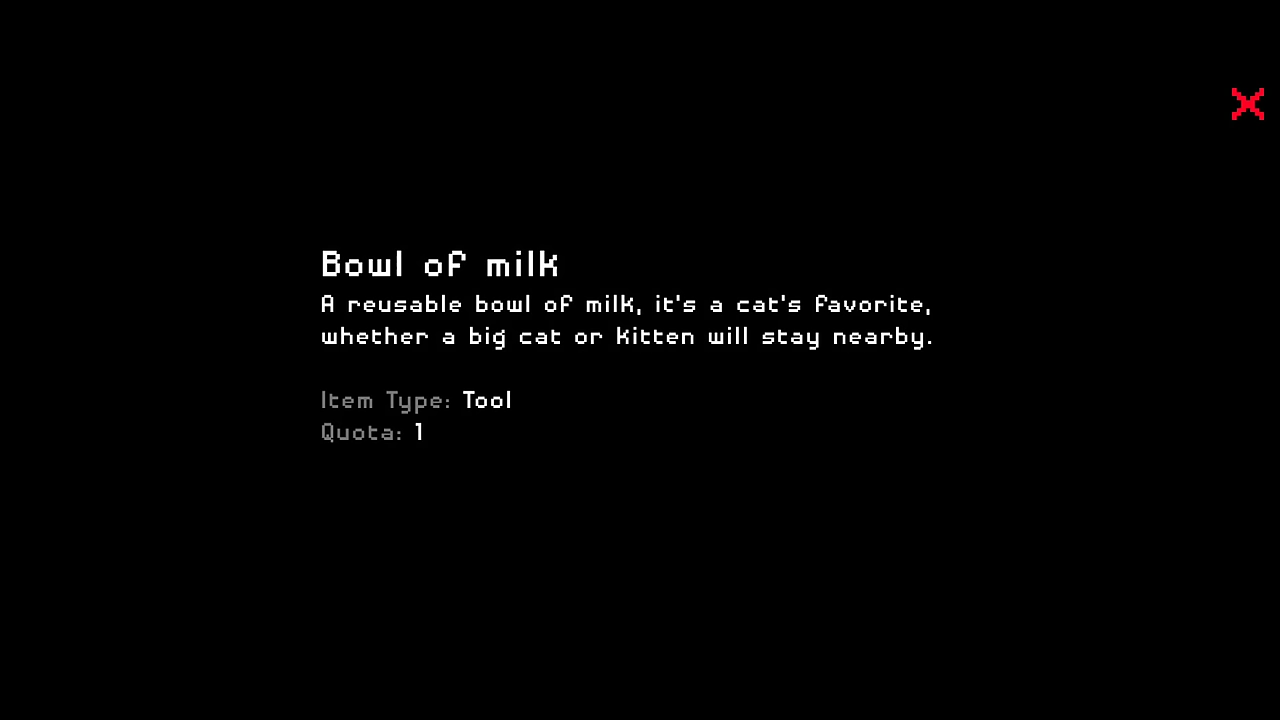 Bowl of milk
A reusable bowl of milk, it's a cat's favorite,
whether a big cat or kitten will stay nearby.
Item Type: Tool
Quota: 1